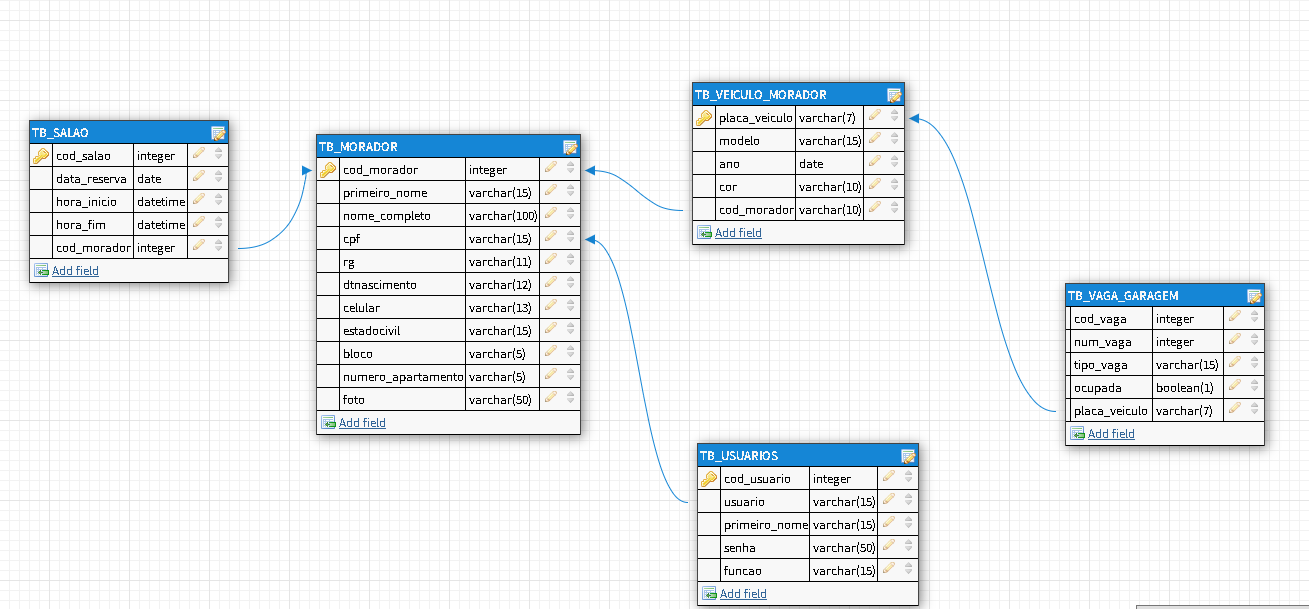 TB_SALAO
cod_salao integer
data_reserva date
hora_inicio datetime
hora_fim datetime
cod_morador integer
Add field
TB_MORADOR
cod_morador integer
primeiro_nome varchar(15)
nome_completo varchar(100)
cpf varchar(15)
rg varchar(11)
dtnascimento varchar(12)
celular varchar(13)
estadocivil varchar(15)
bloco varchar(5)
numero_apartamento varchar(5)
foto varchar(50)
Add field
TB_VEICULO_MORADOR
placa_veiculo varchar(7)
modelo varchar(15)
ano date
cor varchar(10)
cod_morador varchar(10)
Add field
TB_VAGA_GARAGEM
cod_vaga integer
num_vaga integer
tipo_vaga varchar(15)
ocupada boolean(1)
placa_veiculo varchar(7)
Add field
TB_USUARIOS
cod_usuario integer
usuario varchar(15)
primeiro_nome varchar(15)
senha varchar(50)
funcao varchar(15)
Add field